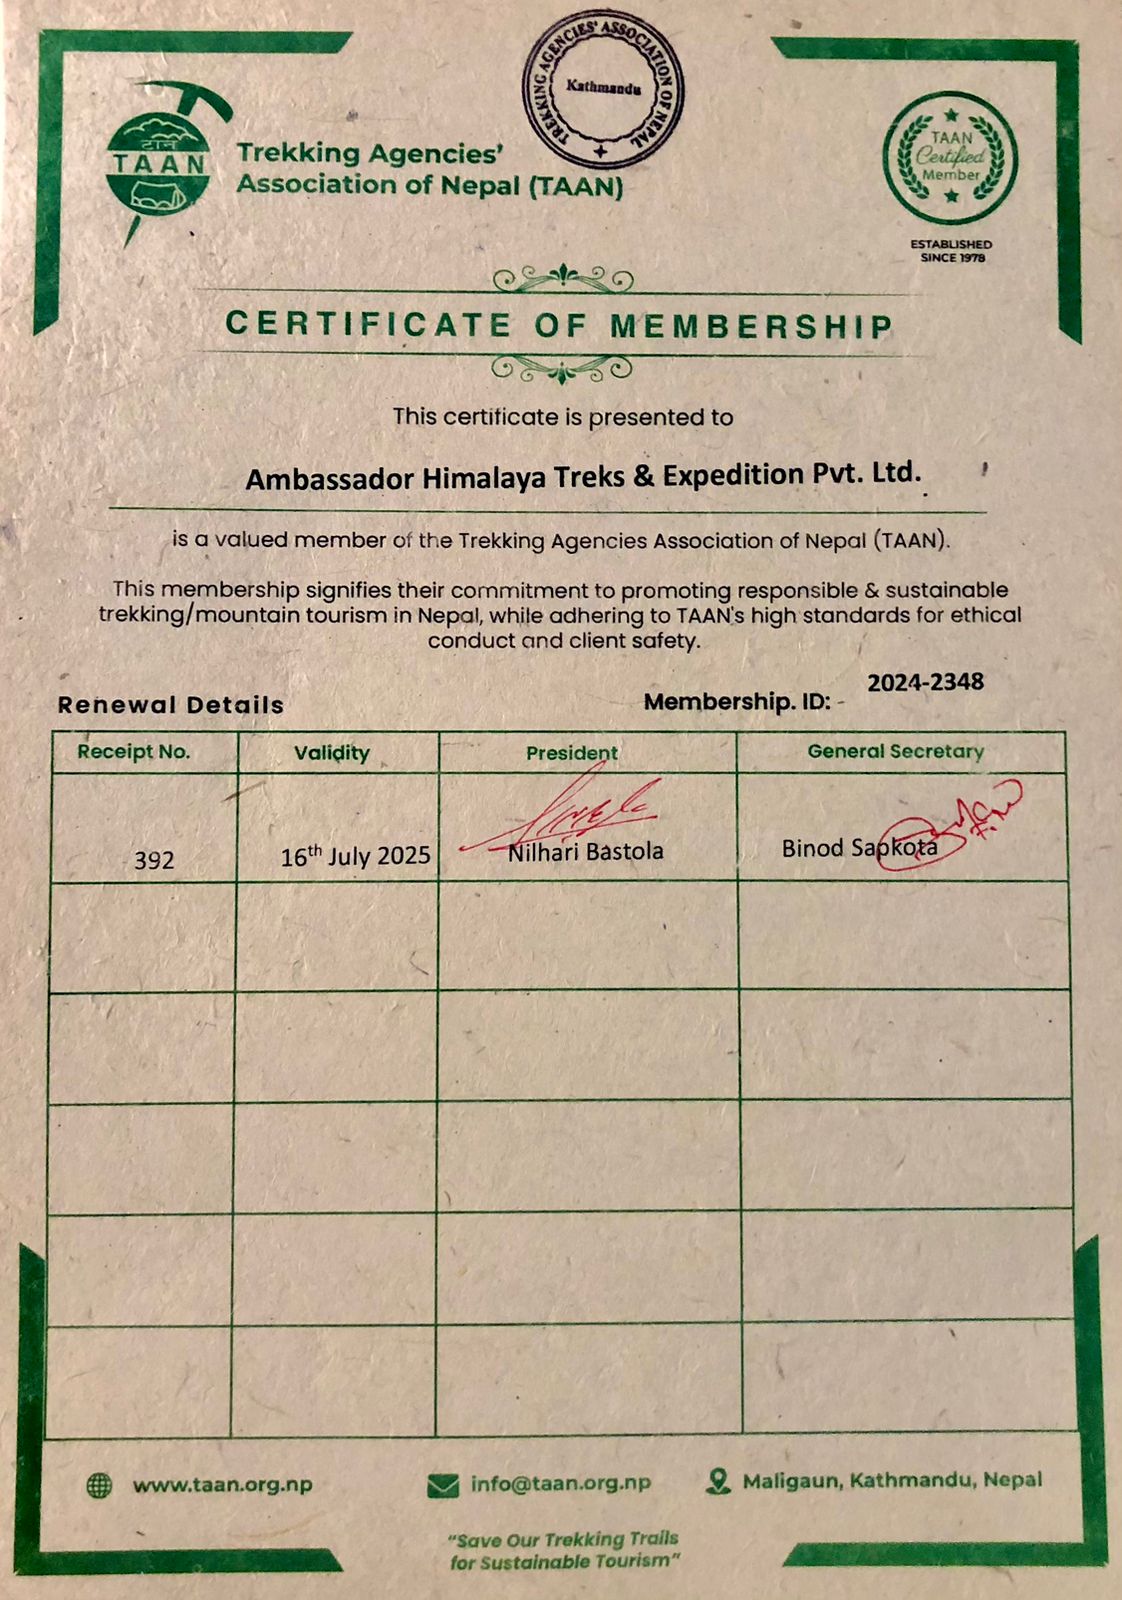 TREKKING AGENCIES' ASSOCIATION OF NEPAL
Kathmandu
टान
TAAN
Trekking Agencies'
Association of Nepal (TAAN)
TAAN
Certified
Member
ESTABLISHED
SINCE 1978
CERTIFICATE OF MEMBERSHIP
This certificate is presented to
Ambassador Himalaya Treks & Expedition Pvt. Ltd.
is a valued member of the Trekking Agencies Association of Nepal (TAAN).
This membership signifies their commitment to promoting responsible & sustainable
trekking/mountain tourism in Nepal, while adhering to TAAN's high standards for ethical
conduct and client safety.
Renewal Details
Membership. ID: - 2024-2348
Receipt No. Validity President General Secretary
392 16th July 2025 Nilhari Bastola Binod Sapkota
www.taan.org.np info@taan.org.np Maligaun, Kathmandu, Nepal
"Save Our Trekking Trails
for Sustainable Tourism"